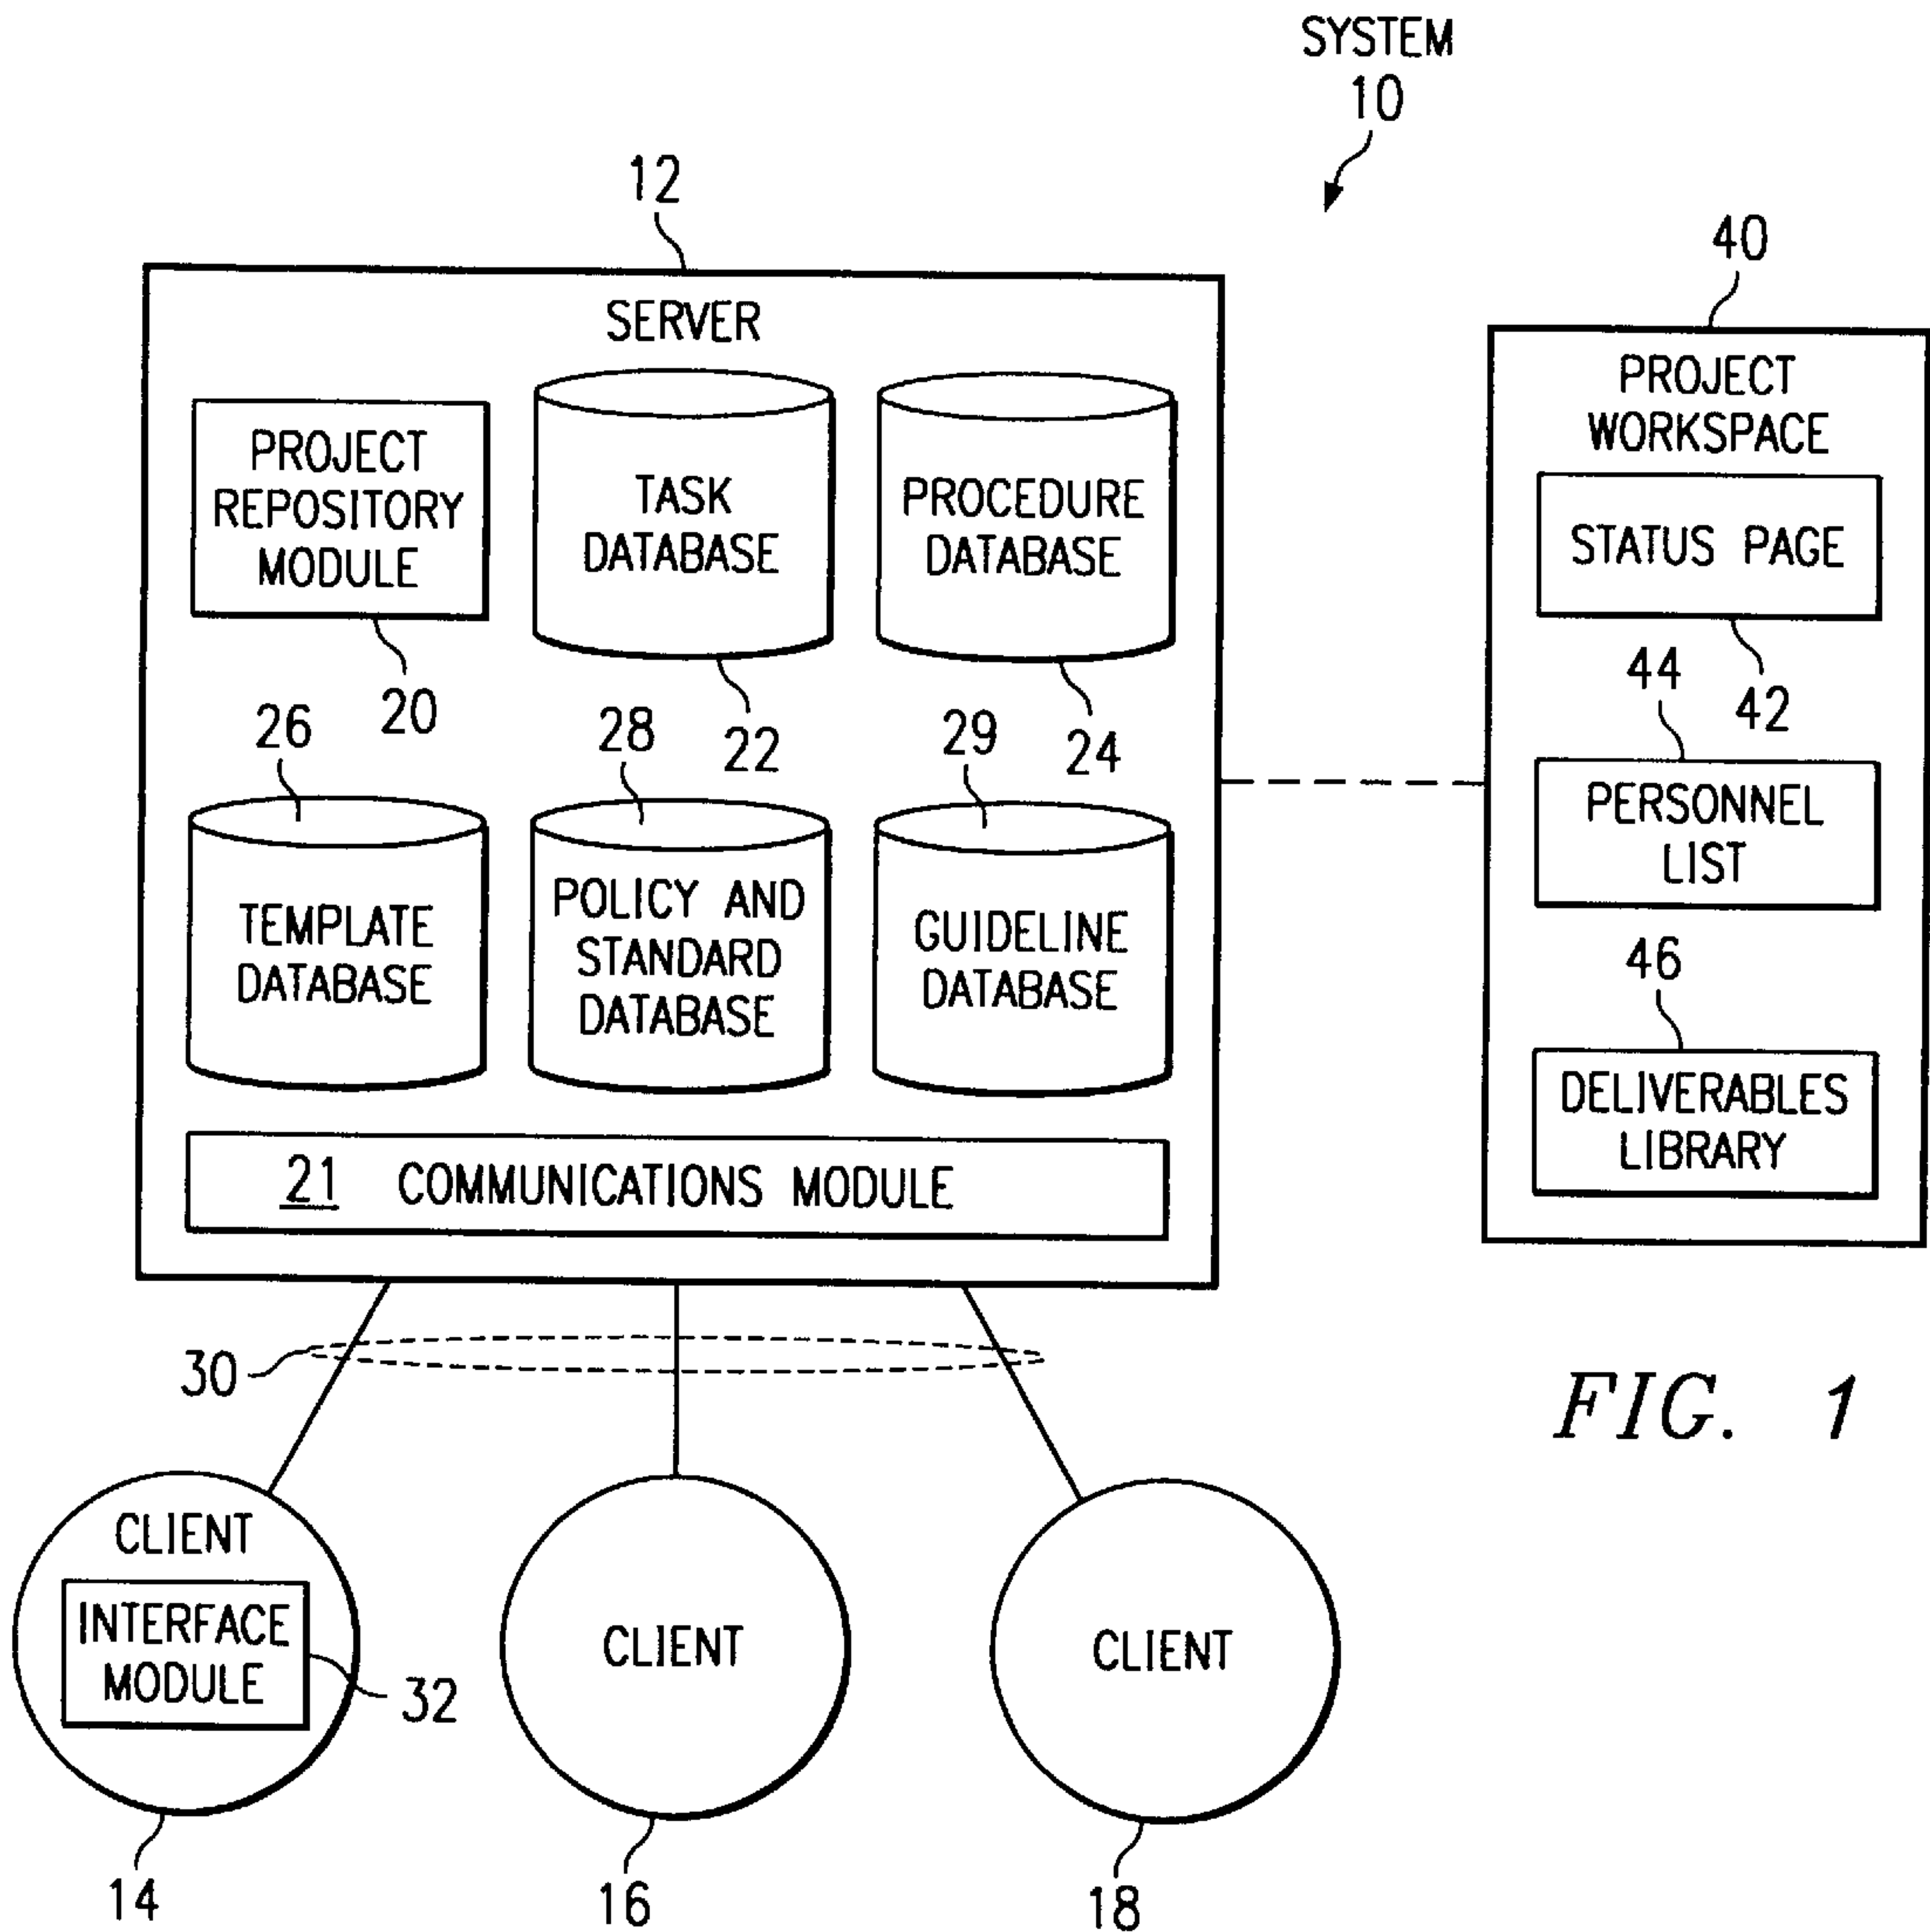 SYSTEM
10
12
40
SERVER
PROJECT
REPOSITORY
MODULE
TASK
DATABASE
PROCEDURE
DATABASE
20
22
24
26
28
29
TEMPLATE
DATABASE
POLICY AND
STANDARD
DATABASE
GUIDELINE
DATABASE
21 COMMUNICATIONS MODULE
PROJECT
WORKSPACE
STATUS PAGE
42
44
PERSONNEL
LIST
46
DELIVERABLES
LIBRARY
30
FIG. 1
CLIENT
INTERFACE
MODULE
32
CLIENT
CLIENT
14
16
18